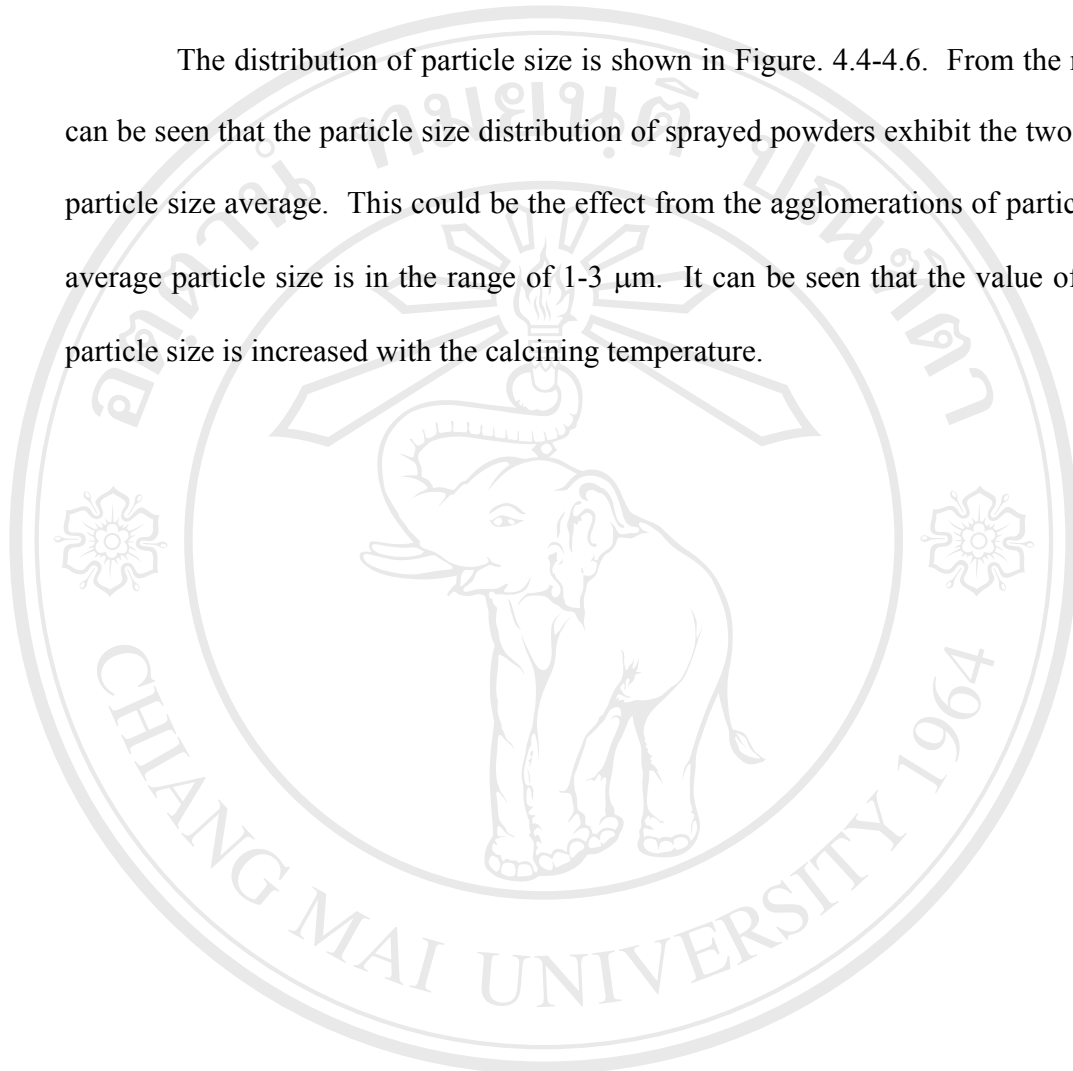 The distribution of particle size is shown in Figure. 4.4-4.6. From the
can be seen that the particle size distribution of sprayed powders exhibit the two
particle size average. This could be the effect from the agglomerations of
average particle size is in the range of 1-3 μm. It can be seen that the value of
particle size is increased with the calcining temperature.
CHIANG MAI UNIVERSITY 1964